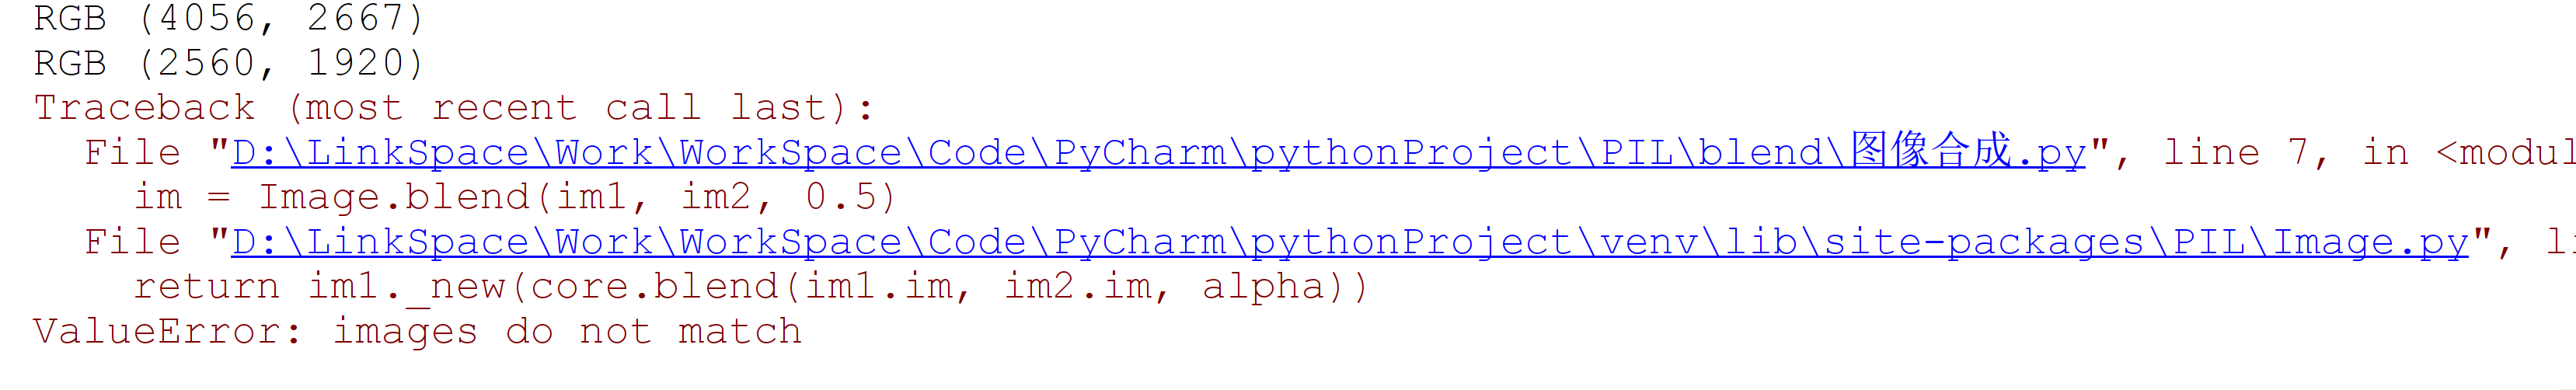 RGB (4056, 2667)
RGB (2560, 1920)
Traceback (most recent call last):
  File "D:\LinkSpace\Work\WorkSpace\Code\PyCharm\pythonProject\PIL\blend\图像合成.py", line 7, in <modul
    im = Image.blend(im1, im2, 0.5)
  File "D:\LinkSpace\Work\WorkSpace\Code\PyCharm\pythonProject\venv\lib\site-packages\PIL\Image.py", li
    return im1._new(core.blend(im1.im, im2.im, alpha))
ValueError: images do not match